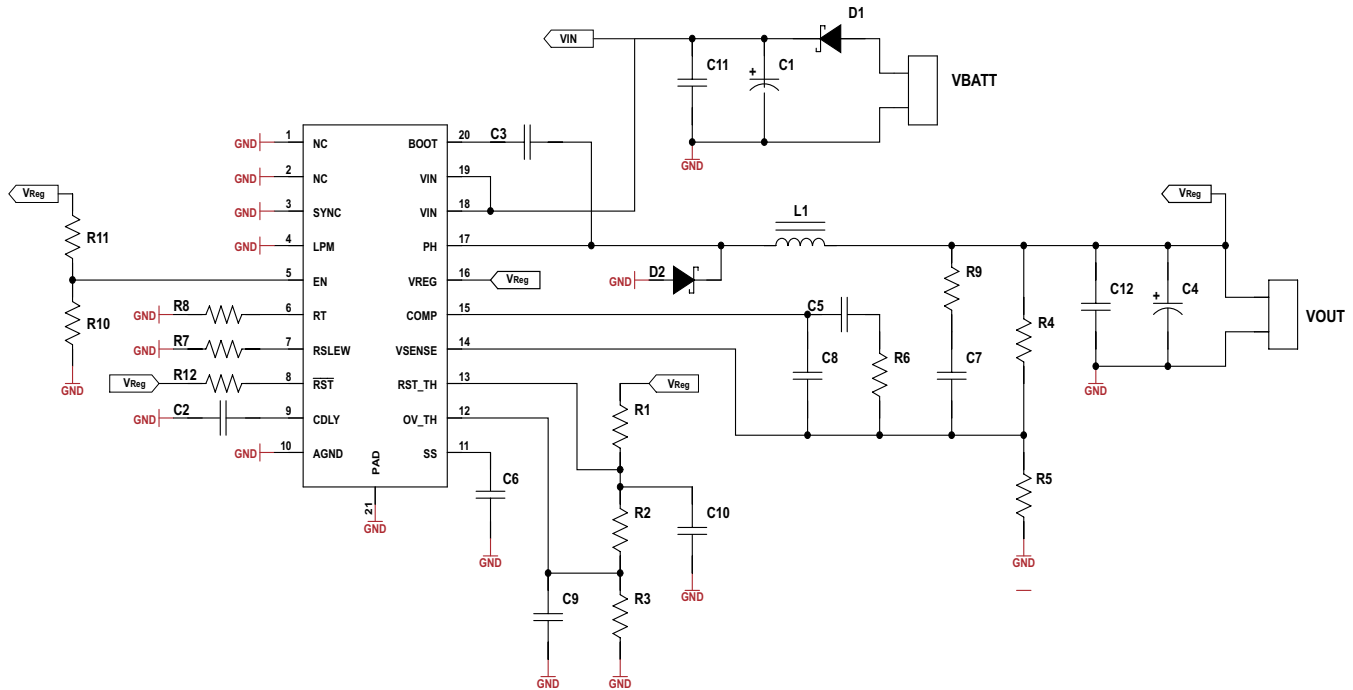 D1
VIN
C11
+
C1
VBATT
GND
1
NC
BOOT
20
C3
GND
GND
2
NC
VIN
19
VReg
VReg
GND
3
SYNC
VIN
18
L1
R11
GND
4
LPM
PH
17
GND
D2
R9
5
EN
VREG
16
VReg
C12
+
C4
R10
GND
R8
6
RT
COMP
15
C5
VOUT
R4
GND
R7
7
RSLEW
VSENSE
14
C8
R6
C7
VReg
R12
8
RST
RST_TH
13
VReg
GND
GND
GND
C2
9
CDLY
OV_TH
12
R1
GND
10
AGND
SS
11
PAD
C6
R5
21
GND
R2
C10
GND
GND
C9
R3
GND
GND
GND